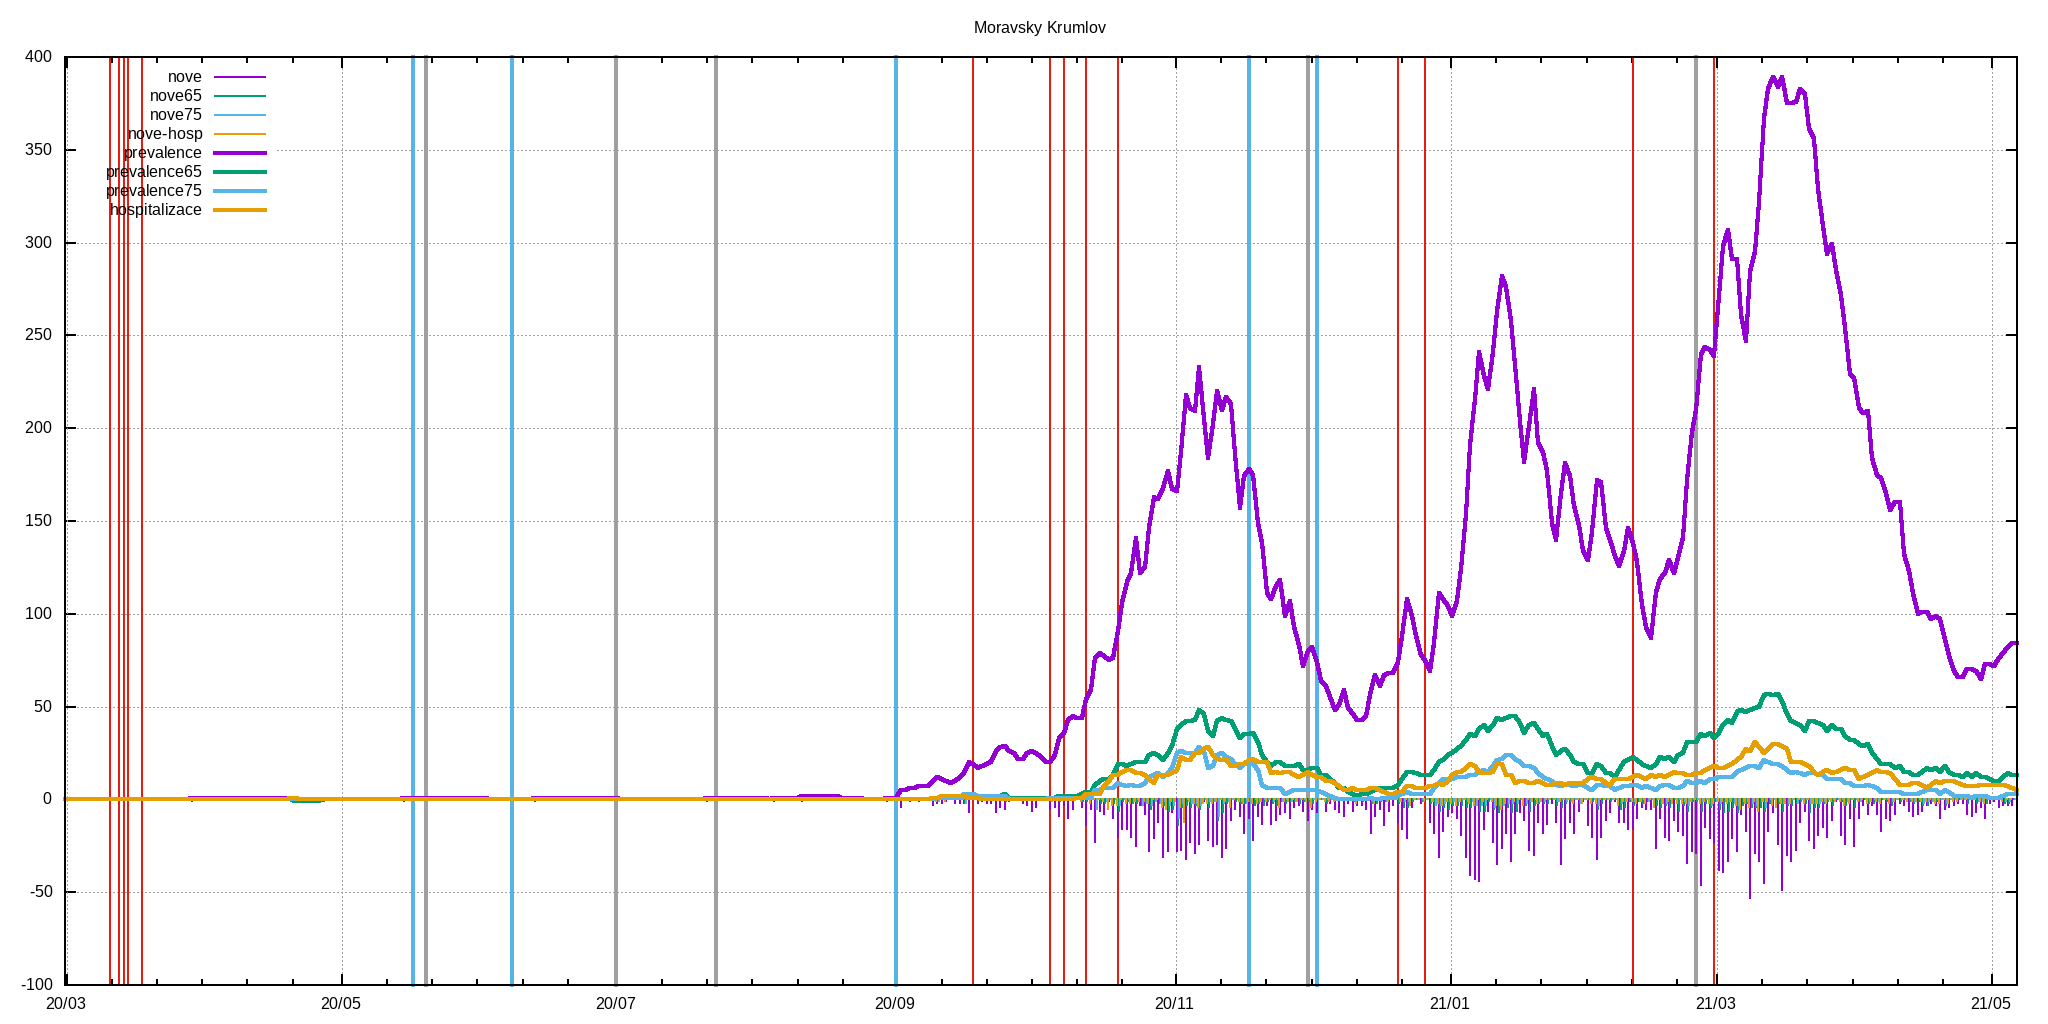 Moravsky Krumlov
400
350
300
250
200
150
100
50
0
-50
-100
nove
nove65
nove75
nove-hosp
prevalence
prevalence65
prevalence75
hospitalizace
20/03 20/05 20/07 20/09 20/11 21/01 21/03 21/05